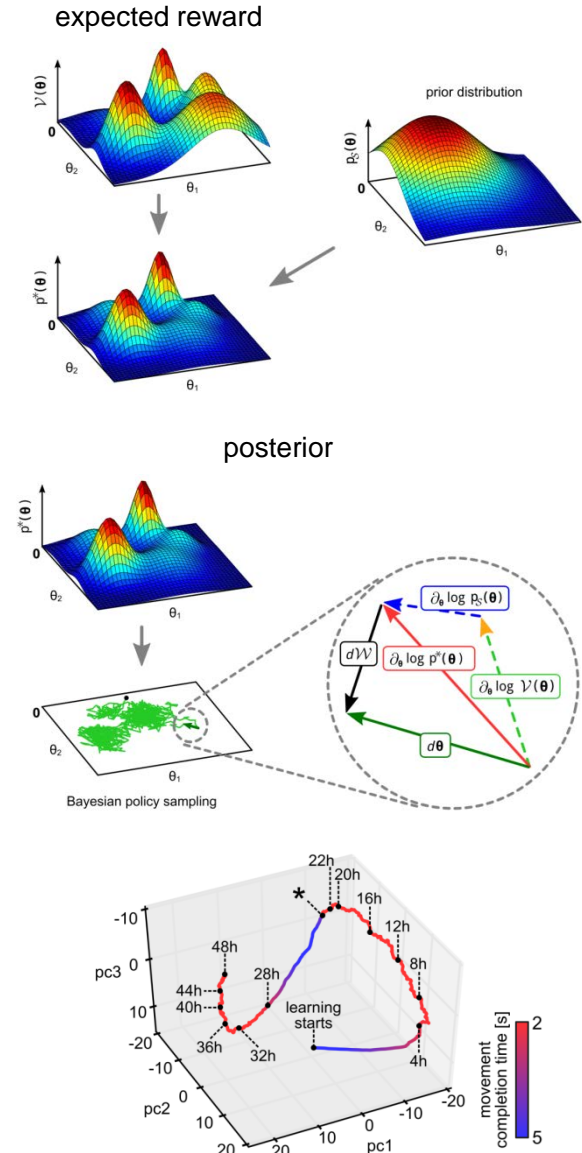 expected reward
𝒱(θ)
0
θ₂
θ₁
prior distribution
p𝒮(θ)
0
θ₂
θ₁
p*(θ)
0
θ₂
θ₁
posterior
p*(θ)
0
θ₂
θ₁
∂θ log p𝒮(θ)
d𝒲
∂θ log p*(θ)
∂θ log 𝒱(θ)
dθ
0
θ₂
θ₁
Bayesian policy sampling
22h
20h
*
16h
12h
8h
4h
48h
44h
40h
36h
32h
28h
learning
starts
-10
0
10
pc3
-20
-10
0
10
20
pc2
20
10
0
-10
-20
pc1
movement
completion time [s]
2
5